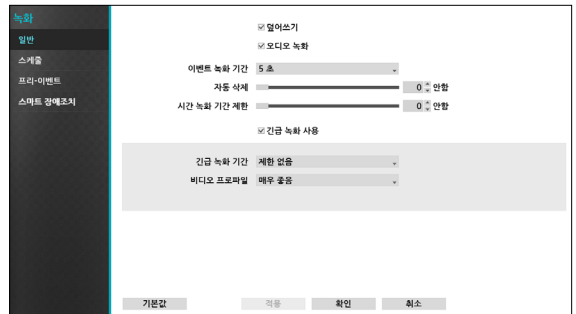 녹화
일반
스케줄
프리-이벤트
스마트 장애조치
덮어쓰기
오디오 녹화
이벤트 녹화 기간 5 초
자동 삭제 0 안함
시간 녹화 기간 제한 0 안함
긴급 녹화 사용
긴급 녹화 기간 제한 없음
비디오 프로파일 매우 좋음
기본값 적용 확인 취소